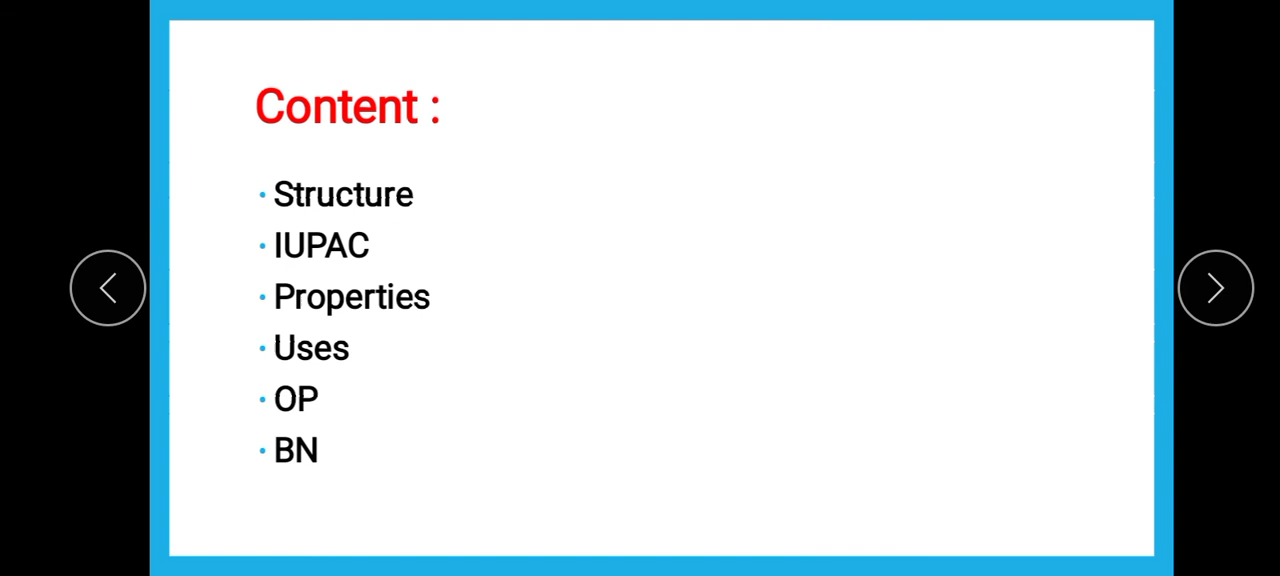 Content :
• Structure
• IUPAC
• Properties
• Uses
• OP
• BN